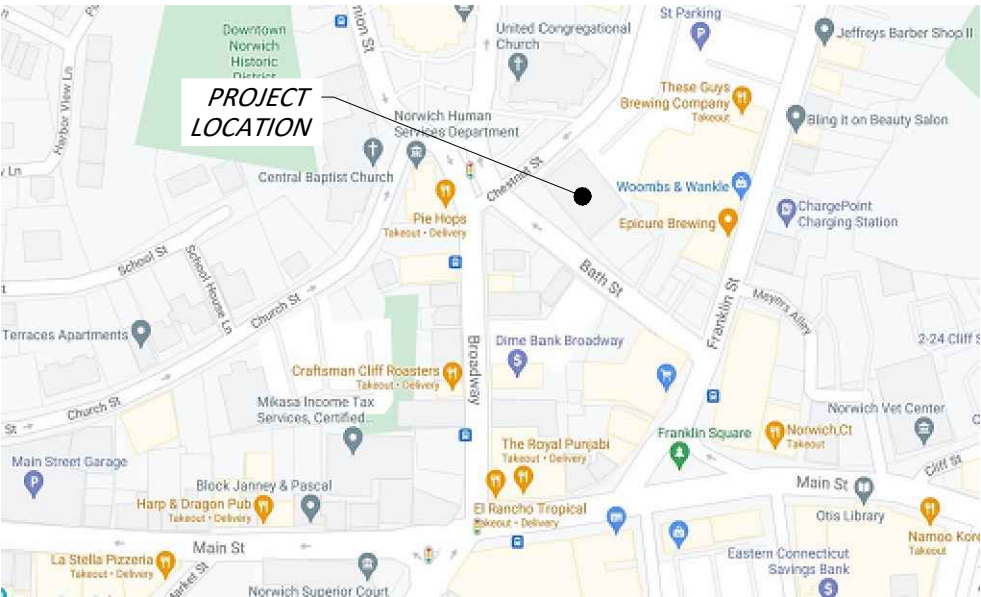 St Parking
United Congregational
Church
Jeffreys Barber Shop II
Downtown
Norwich
Historic
District
nion St
PROJECT
LOCATION
Harbor View Ln
These Guys
Brewing Company
Takeout
Norwich Human
Services Department
Bling it on Beauty Salon
Central Baptist Church
Chestnut St
Woombs & Wankle
Pie Hops
Takeout • Delivery
Epicure Brewing
ChargePoint
Charging Station
School St
School House Ln
Bath St
Church St
Franklin St
Meyers Alley
Terraces Apartments
Broadway
Dime Bank Broadway
2-24 Cliff S
Craftsman Cliff Roasters
Takeout • Delivery
Church St
St
Mikasa Income Tax
Services, Certified...
Norwich Vet Center
Franklin Square
Norwich,Ct
Takeout
The Royal Punjabi
Takeout • Delivery
Main Street Garage
Cliff St
Block Janney & Pascal
Harp & Dragon Pub
Takeout • Delivery
Main St
El Rancho Tropical
Takeout • Delivery
Otis Library
Namoo Kore
Takeout
Main St
La Stella Pizzeria
Takeout • Delivery
Eastern Connecticut
Savings Bank
arket St
Norwich Superior Court